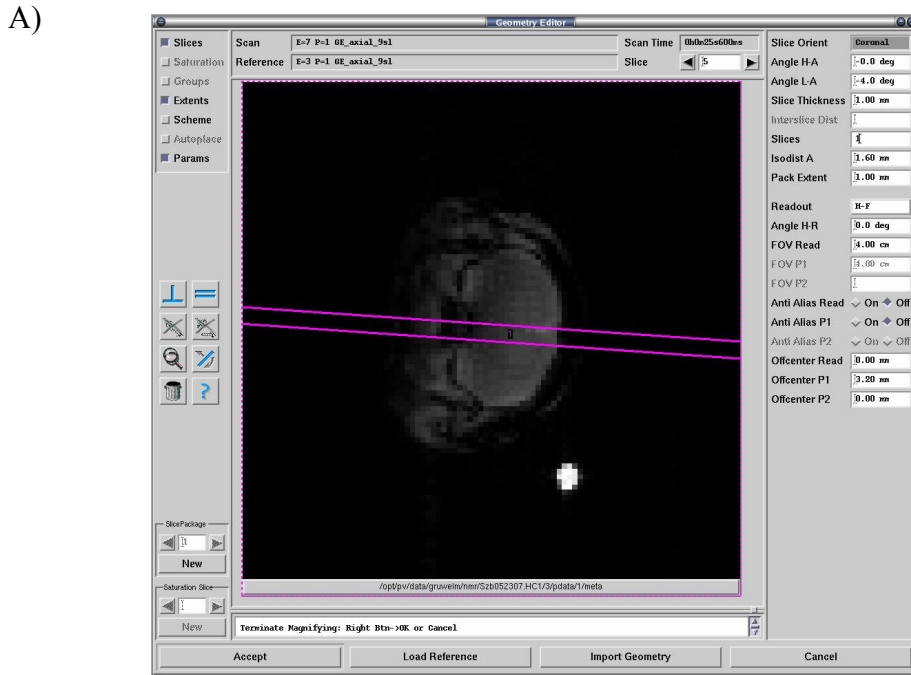 A)
Geometry Editor
Slices
Saturation
Groups
Extents
Scheme
Autoplace
Params
Scan E=7 P=1 GE_axial_9sl Scan Time 0h0m25s600ms
Reference E=3 P=1 GE_axial_9sl Slice 5
Slice Orient Coronal
Angle H-A -0.0 deg
Angle L-A -4.0 deg
Slice Thickness 1.00 mm
Interslice Dist
Slices 1
Isodist A 1.60 mm
Pack Extent 1.00 mm
Readout H-F
Angle H-R 0.0 deg
FOV Read 4.00 cm
FOV P1 4.00 cm
FOV P2
Anti Alias Read On Off
Anti Alias P1 On Off
Anti Alias P2 On Off
Offcenter Read 0.00 mm
Offcenter P1 3.20 mm
Offcenter P2 0.00 mm
1
?
SlicePackage
1
New
Saturation Slice
New
/opt/pv/data/gruwelm/nmr/Szb052307.HC1/3/pdata/1/meta
Terminate Magnifying: Right Btn->OK or Cancel
Accept Load Reference Import Geometry Cancel